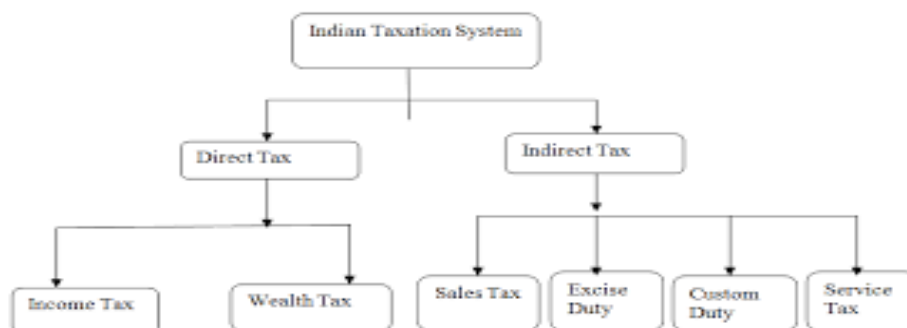 Indian Taxation System
Direct Tax
Indirect Tax
Income Tax
Wealth Tax
Sales Tax
Excise
Duty
Custom
Duty
Service
Tax